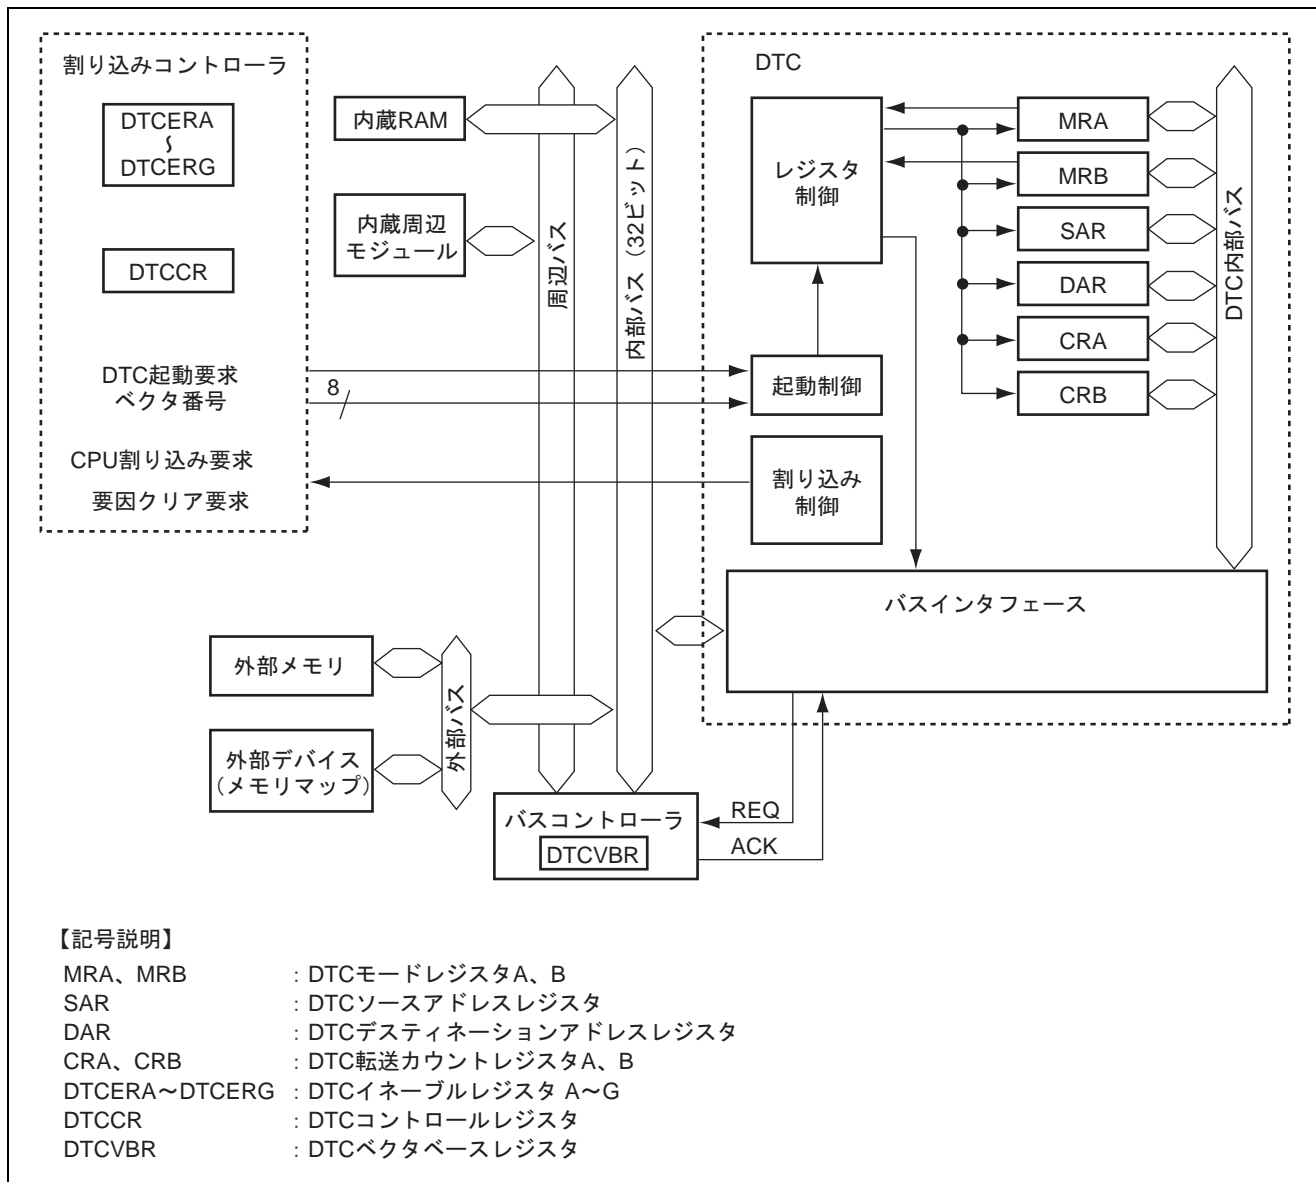 割り込みコントローラ
DTCERA
∫
DTCERG
DTCCR
DTC起動要求
ベクタ番号
8
CPU割り込み要求
要因クリア要求
内蔵RAM
内蔵周辺
モジュール
周辺バス
内部バス（32ビット）
DTC
レジスタ
制御
起動制御
割り込み
制御
MRA
MRB
SAR
DAR
CRA
CRB
DTC内部バス
バスインタフェース
外部メモリ
外部デバイス
（メモリマップ）
外部バス
バスコントローラ
DTCVBR
REQ
ACK
【記号説明】
MRA、MRB : DTCモードレジスタA、B
SAR : DTCソースアドレスレジスタ
DAR : DTCデスティネーションアドレスレジスタ
CRA、CRB : DTC転送カウントレジスタA、B
DTCERA～DTCERG : DTCイネーブルレジスタ A～G
DTCCR : DTCコントロールレジスタ
DTCVBR : DTCベクタベースレジスタ